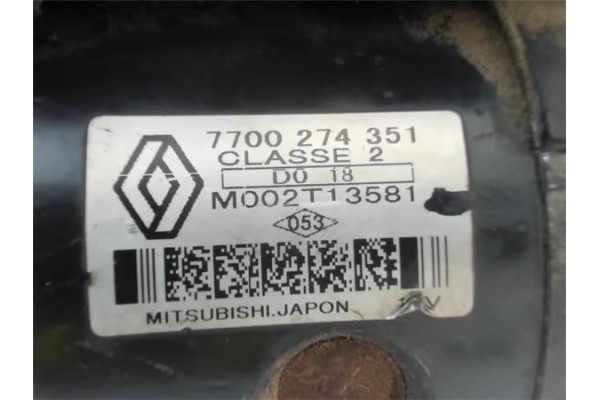 7700 274 351
CLASSE 2
D0 18
M002T13581
053
MITSUBISHI.JAPON